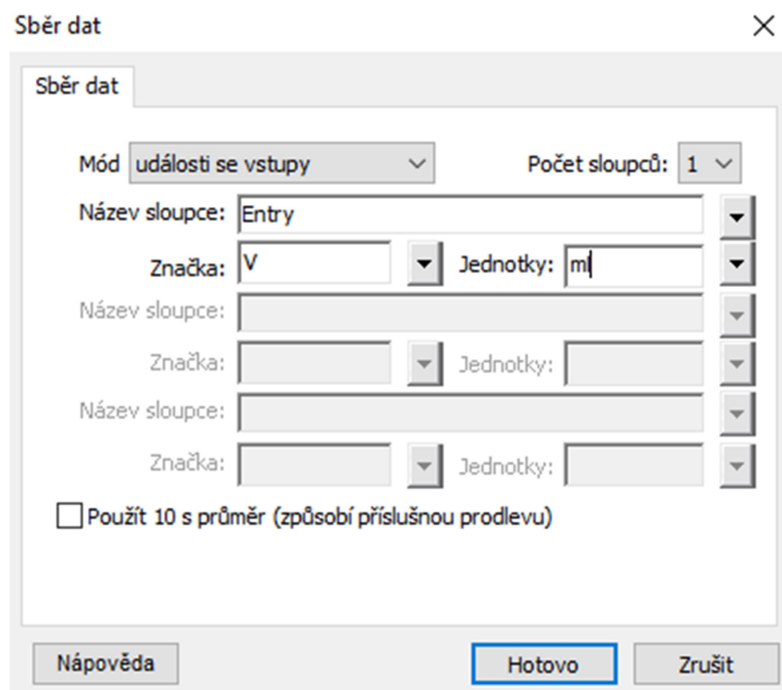 Sběr dat
Sběr dat
Mód události se vstupy Počet sloupců: 1
Název sloupce: Entry
Značka: V Jednotky: ml
Název sloupce:
Značka: Jednotky:
Název sloupce:
Značka: Jednotky:
Použít 10 s průměr (způsobí příslušnou prodlevu)
Nápověda Hotovo Zrušit